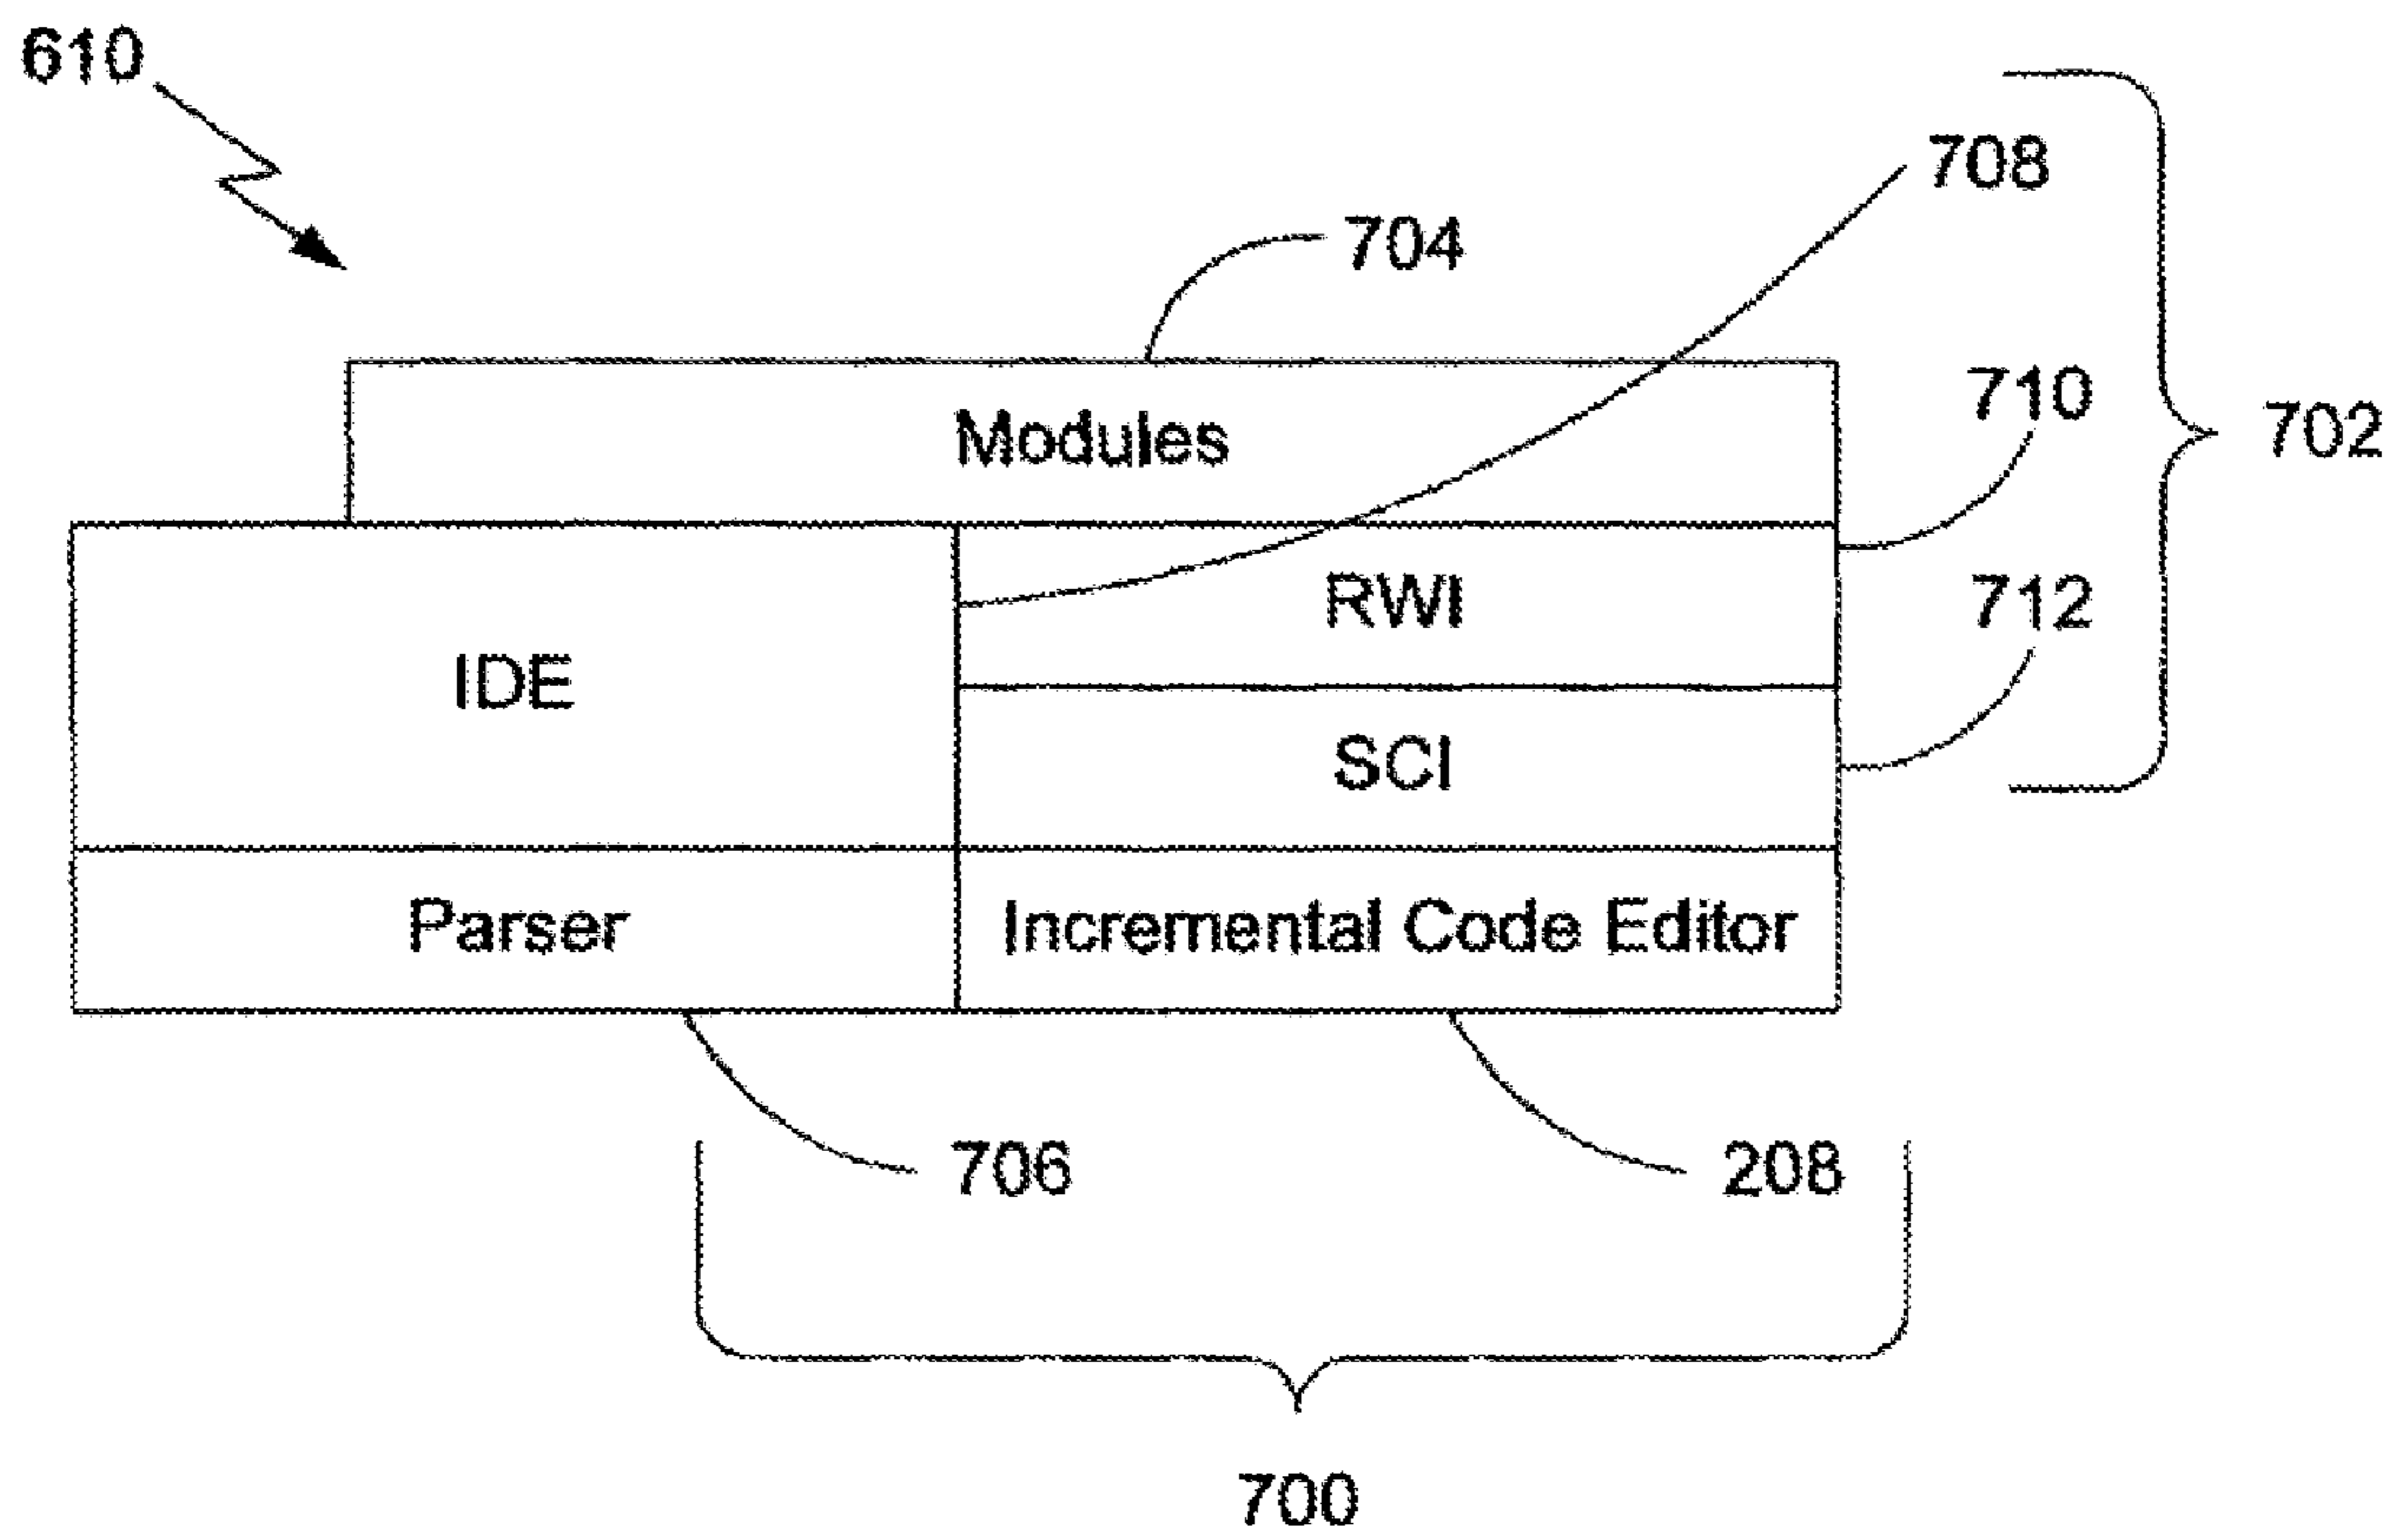 610
708
704
710
702
Modules
712
RWI
IDE
SCI
Parser
Incremental Code Editor
706
208
700